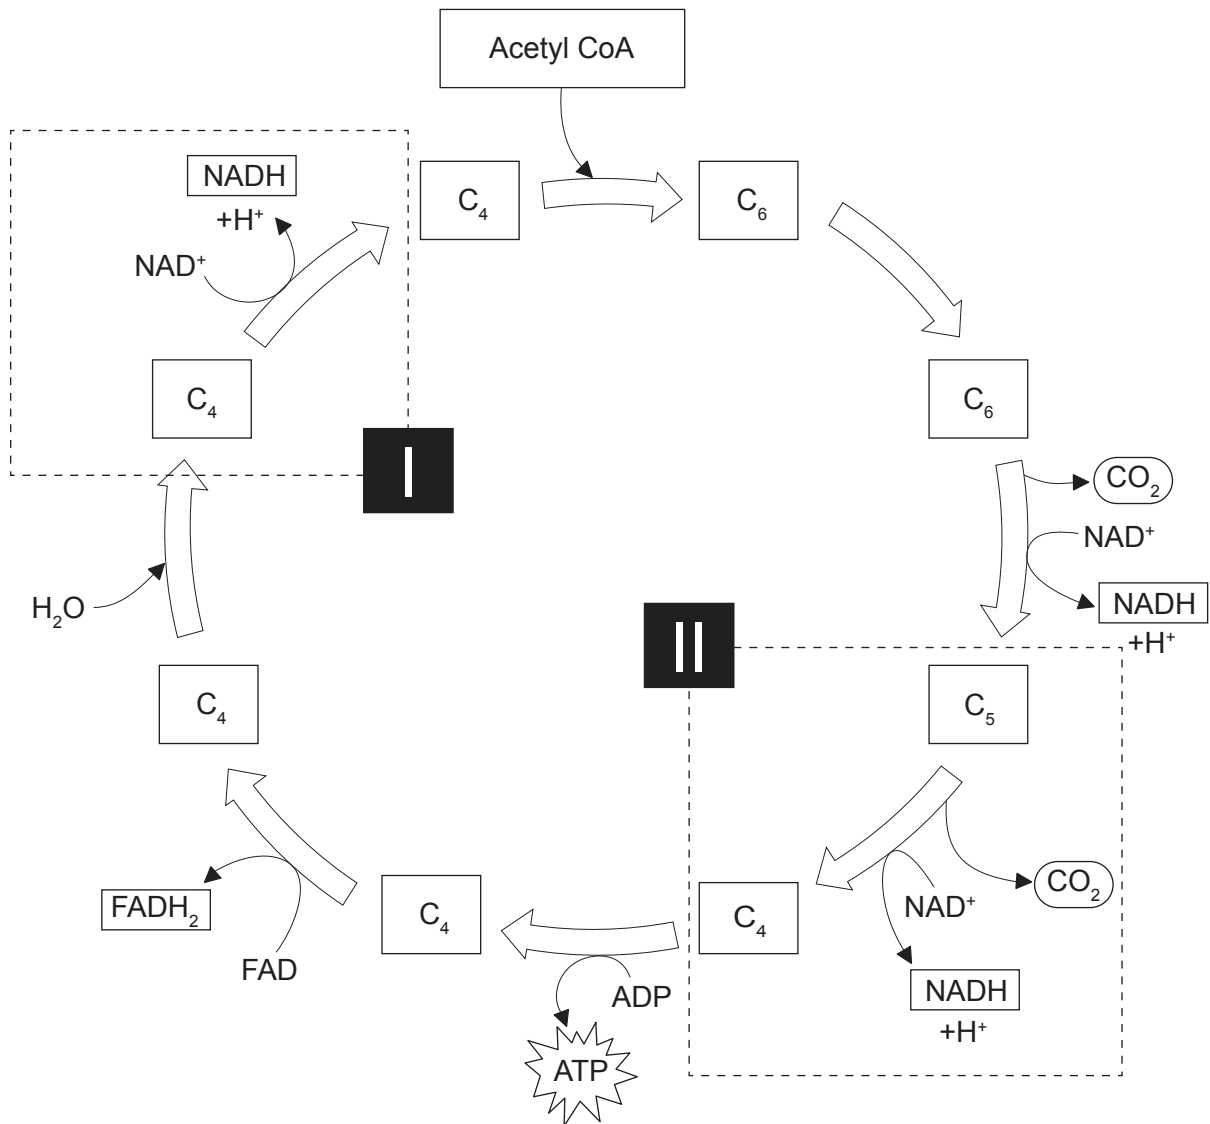 Acetyl CoA
NADH
+H⁺
NAD⁺
C₄
C₆
C₄
C₆
I
CO₂
NAD⁺
NADH
+H⁺
H₂O
II
C₄
C₅
FADH₂
FAD
C₄
C₄
CO₂
NAD⁺
NADH
+H⁺
ADP
ATP